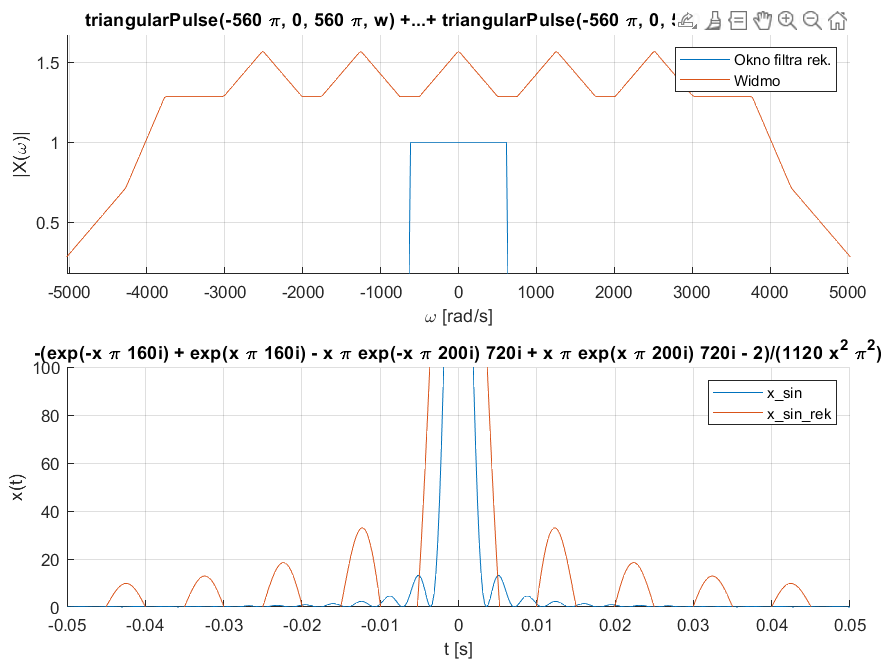 triangularPulse(-560 π, 0, 560 π, w) +...+ triangularPulse(-560 π, 0, 5
1.5
1
0.5
|X(ω)|
Okno filtra rek.
Widmo
-5000 -4000 -3000 -2000 -1000 0 1000 2000 3000 4000 5000
ω [rad/s]
-(exp(-x π 160i) + exp(x π 160i) - x π exp(-x π 200i) 720i + x π exp(x π 200i) 720i - 2)/(1120 x² π²)
100
80
60
40
20
0
x(t)
x_sin
x_sin_rek
-0.05 -0.04 -0.03 -0.02 -0.01 0 0.01 0.02 0.03 0.04 0.05
t [s]